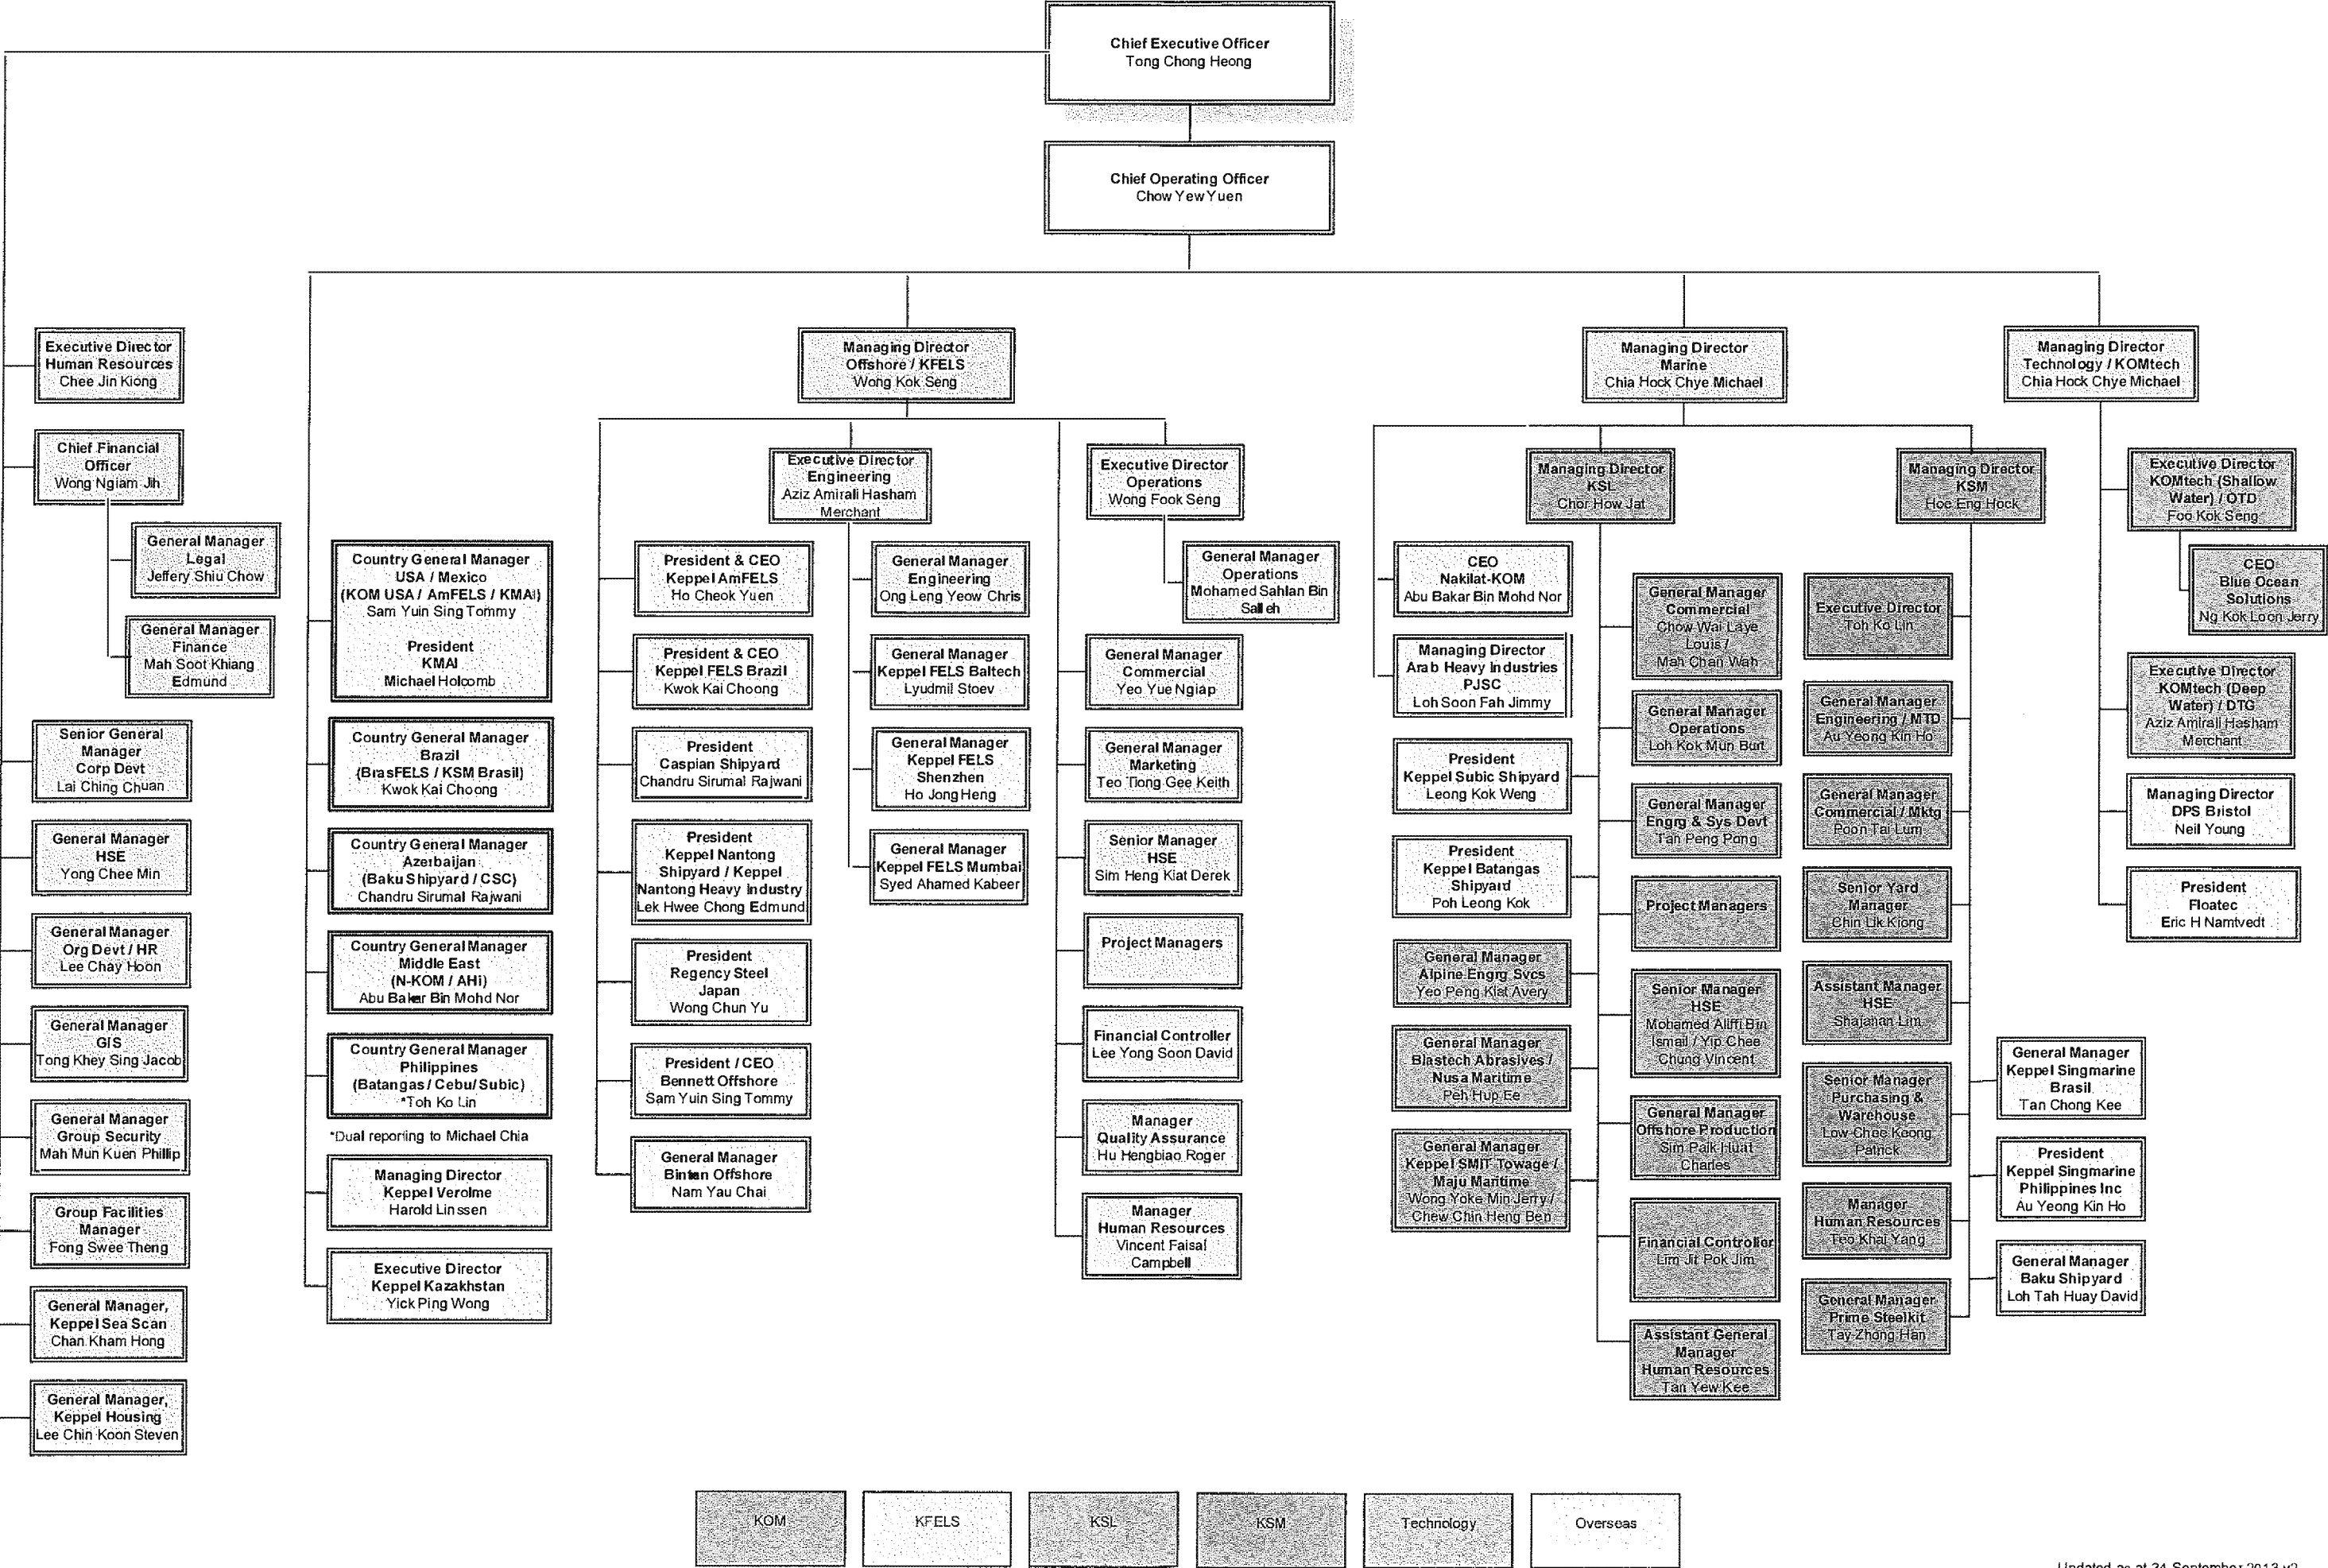 Chief Executive Officer
Tong Chong Heong
Chief Operating Officer
Chow Yew Yuen
Executive Director
Human Resources
Chee Jin Kiong
Chief Financial
Officer
Wong Ngiam Jih
General Manager
Legal
Jeffery Shiu Chow
General Manager
Finance
Mah Soot Khiang
Edmund
Senior General
Manager
Corp Devt
Lai Ching Chuan
General Manager
HSE
Yong Chee Min
General Manager
Org Devt / HR
Lee Chay Hoon
General Manager
GIS
Tong Khey Sing Jacob
General Manager
Group Security
Mah Mun Kuen Phillip
Group Facilities
Manager
Fong Swee Theng
General Manager,
Keppel Sea Scan
Chan Kham Hong
General Manager,
Keppel Housing
Lee Chin Koon Steven
Country General Manager
USA / Mexico
(KOM USA / AmFELS / KMAI)
Sam Yuin Sing Tommy
President
KMAI
Michael Holcomb
Country General Manager
Brazil
(BrasFELS / KSM Brasil)
Kwok Kai Choong
Country General Manager
Azerbaijan
(Baku Shipyard / CSC)
Chandru Sirumal Rajwani
Country General Manager
Middle East
(N-KOM / AHI)
Abu Bakar Bin Mohd Nor
Country General Manager
Philippines
(Batangas / Cebu/ Subic)
*Toh Ko Lin
*Dual reporting to Michael Chia
Managing Director
Keppel Verolme
Harold Linssen
Executive Director
Keppel Kazakhstan
Yick Ping Wong
Managing Director
Offshore / KFELS
Wong Kok Seng
President & CEO
Keppel AmFELS
Ho Cheok Yuen
President & CEO
Keppel FELS Brazil
Kwok Kai Choong
President
Caspian Shipyard
Chandru Sirumal Rajwani
President
Keppel Nantong
Shipyard / Keppel
Nantong Heavy Industry
Lek Hwee Chong Edmund
President
Regency Steel
Japan
Wong Chun Yu
President / CEO
Bennett Offshore
Sam Yuin Sing Tommy
General Manager
Bintan Offshore
Nam Yau Chai
Executive Director
Engineering
Aziz Amirali Hasham
Merchant
General Manager
Engineering
Ong Leng Yeow Chris
General Manager
Keppel FELS Baltech
Lyudmil Stoev
General Manager
Keppel FELS
Shenzhen
Ho Jong Heng
General Manager
Keppel FELS Mumbai
Syed Ahamed Kabeer
Executive Director
Operations
Wong Fook Seng
General Manager
Operations
Mohamed Sahlan Bin
Salleh
General Manager
Commercial
Yeo Yue Ngiap
General Manager
Marketing
Teo Tiong Gee Keith
Senior Manager
HSE
Sim Heng Kiat Derek
Project Managers
Financial Controller
Lee Yong Soon David
Manager
Quality Assurance
Hu Hengbiao Roger
Manager
Human Resources
Vincent Faisal
Campbell
Managing Director
Marine
Chia Hock Chye Michael
CEO
Nakilat-KOM
Abu Bakar Bin Mohd Nor
Managing Director
Arab Heavy Industries
PJSC
Loh Soon Fah Jimmy
Managing Director
KSL
Chor How Jat
President
Keppel Subic Shipyard
Leong Kok Weng
President
Keppel Batangas
Shipyard
Poh Leong Kok
General Manager
Alpine Engrg Svcs
Yeo Peng Kiat Avery
General Manager
Blastech Abrasives /
Nusa Maritime
Peh Hup Ee
General Manager
Keppel SMIT Towage /
Maju Maritime
Wong Yoke Min Jerry /
Chew Chin Heng Ben
General Manager
Commercial
Chow Wai Laye
Louis /
Mah Chan Wah
General Manager
Operations
Loh Kok Mun Burt
General Manager
Engrg & Sys Devt
Tan Peng Pong
Project Managers
Senior Manager
HSE
Mohamed Aliffi Bin
Ismail / Yip Chee
Chung Vincent
General Manager
Offshore Production
Sim Paik Huat
Charles
Financial Controller
Lim Jit Pok Jim
Assistant General
Manager
Human Resources
Tan Yew Kee
Managing Director
KSM
Hoe Eng Hock
Executive Director
Toh Ko Lin
General Manager
Engineering / MTD
Au Yeong Kin Ho
General Manager
Commercial / Mktg
Poon Tai Lum
Senior Yard
Manager
Chin Lik Kiong
Assistant Manager
HSE
Shajahan Lim
Senior Manager
Purchasing &
Warehouse
Low Chee Keong
Patrick
Manager
Human Resources
Teo Khai Yang
General Manager
Prime Steelkit
Tay Zhong Han
General Manager
Keppel Singmarine
Brasil
Tan Chong Kee
President
Keppel Singmarine
Philippines Inc
Au Yeong Kin Ho
General Manager
Baku Shipyard
Loh Tah Huay David
Managing Director
Technology / KOMtech
Chia Hock Chye Michael
Executive Director
KOMtech (Shallow
Water) / OTD
Foo Kok Seng
CEO
Blue Ocean
Solutions
Ng Kok Loon Jerry
Executive Director
KOMtech (Deep
Water) / DTG
Aziz Amirali Hasham
Merchant
Managing Director
DPS Bristol
Neil Young
President
Floatec
Eric H Namtvedt
KOM
KFELS
KSL
KSM
Technology
Overseas
Updated as at 24 September 2013 v2